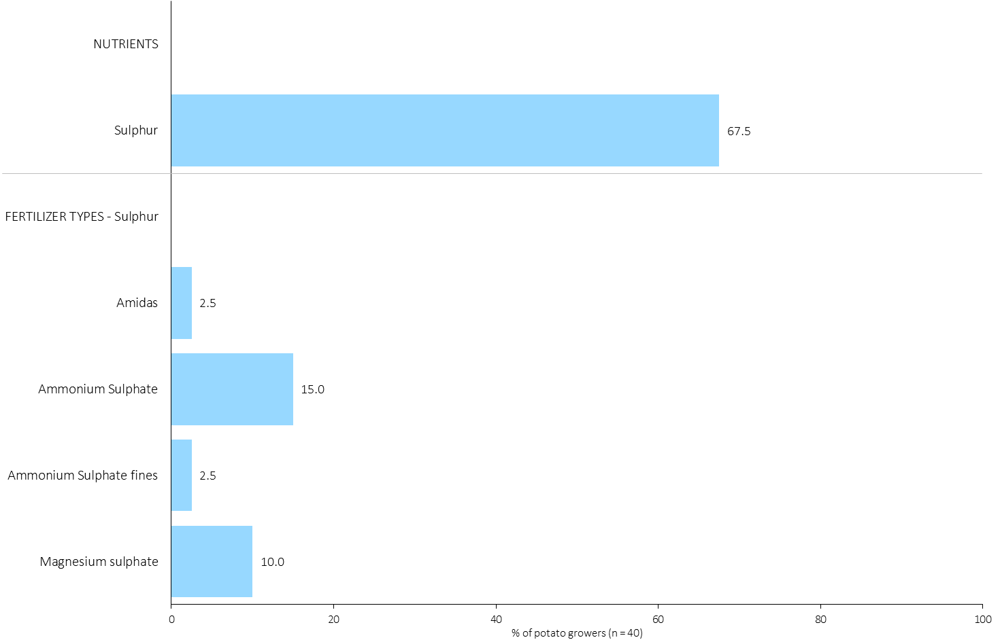 NUTRIENTS
Sulphur
67.5
FERTILIZER TYPES - Sulphur
Amidas
2.5
Ammonium Sulphate
15.0
Ammonium Sulphate fines
2.5
Magnesium sulphate
10.0
0 20 40 60 80 100
% of potato growers (n = 40)